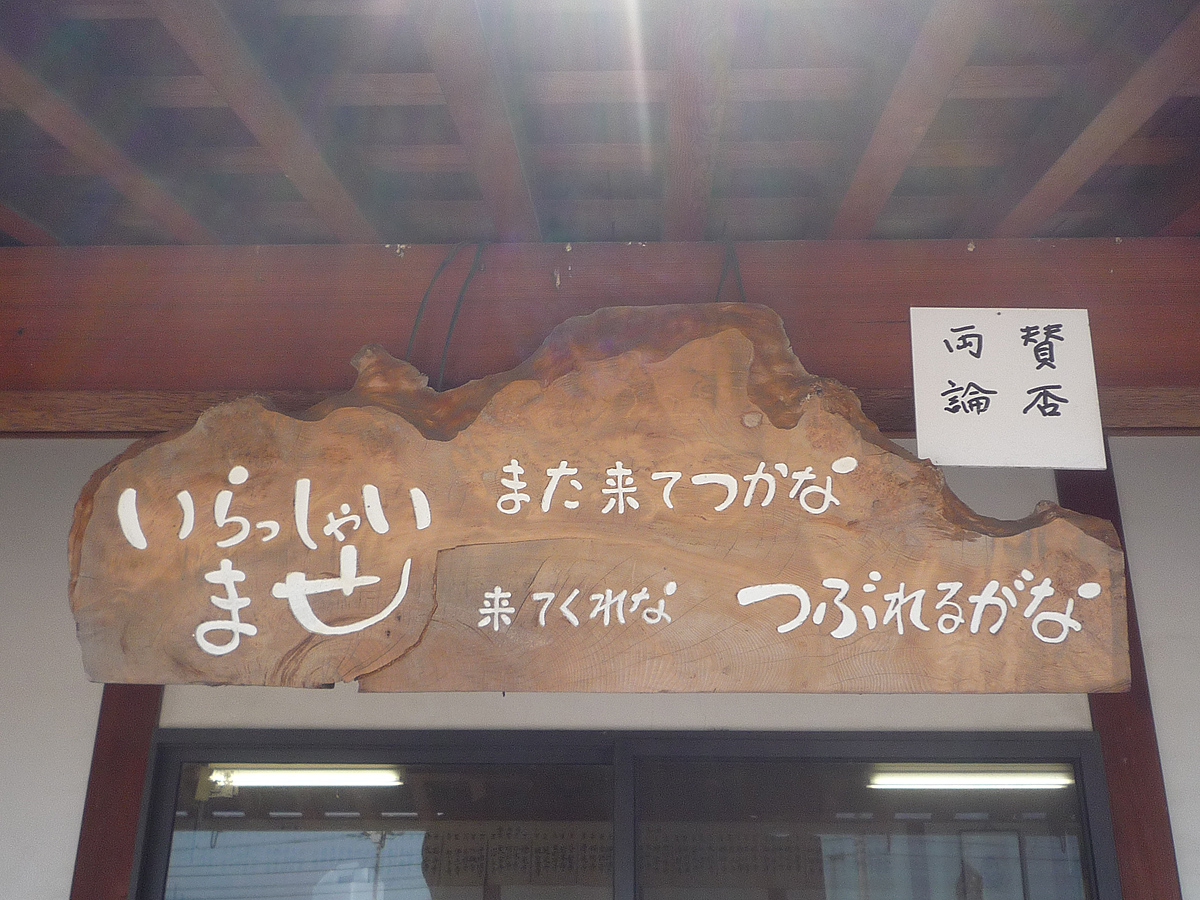 いらっしゃい
ませ
また来てつかな
来てくれな つぶれるがな
賛否
両論